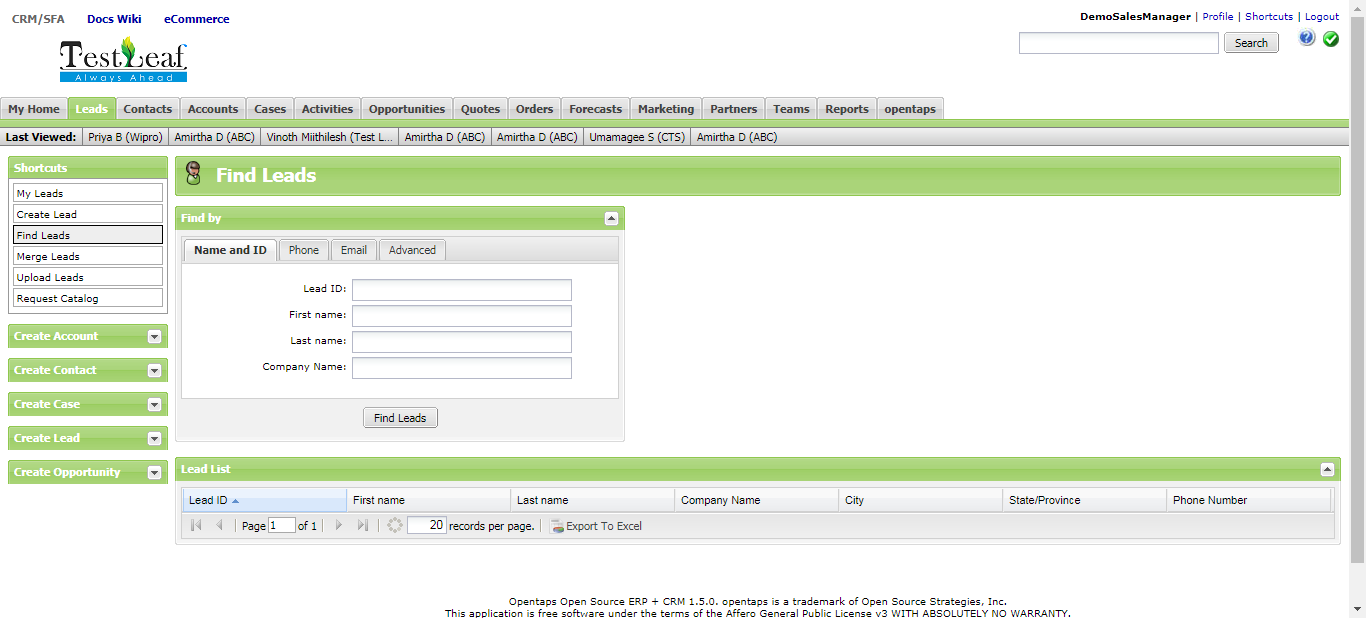 CRM/SFA Docs Wiki eCommerce
DemoSalesManager | Profile | Shortcuts | Logout
TestLeaf
Always Ahead
Search
My Home Leads Contacts Accounts Cases Activities Opportunities Quotes Orders Forecasts Marketing Partners Teams Reports opentaps
Last Viewed: Priya B (Wipro) Amirtha D (ABC) Vinoth Miithilesh (Test L... Amirtha D (ABC) Amirtha D (ABC) Umamagee S (CTS) Amirtha D (ABC)
Shortcuts
My Leads
Create Lead
Find Leads
Merge Leads
Upload Leads
Request Catalog
Create Account
Create Contact
Create Case
Create Lead
Create Opportunity
Find Leads
Find by
Name and ID Phone Email Advanced
Lead ID:
First name:
Last name:
Company Name:
Find Leads
Lead List
Lead ID First name Last name Company Name City State/Province Phone Number
Page 1 of 1 20 records per page. Export To Excel
Opentaps Open Source ERP + CRM 1.5.0. opentaps is a trademark of Open Source Strategies, Inc.
This application is free software under the terms of the Affero General Public License v3 WITH ABSOLUTELY NO WARRANTY.